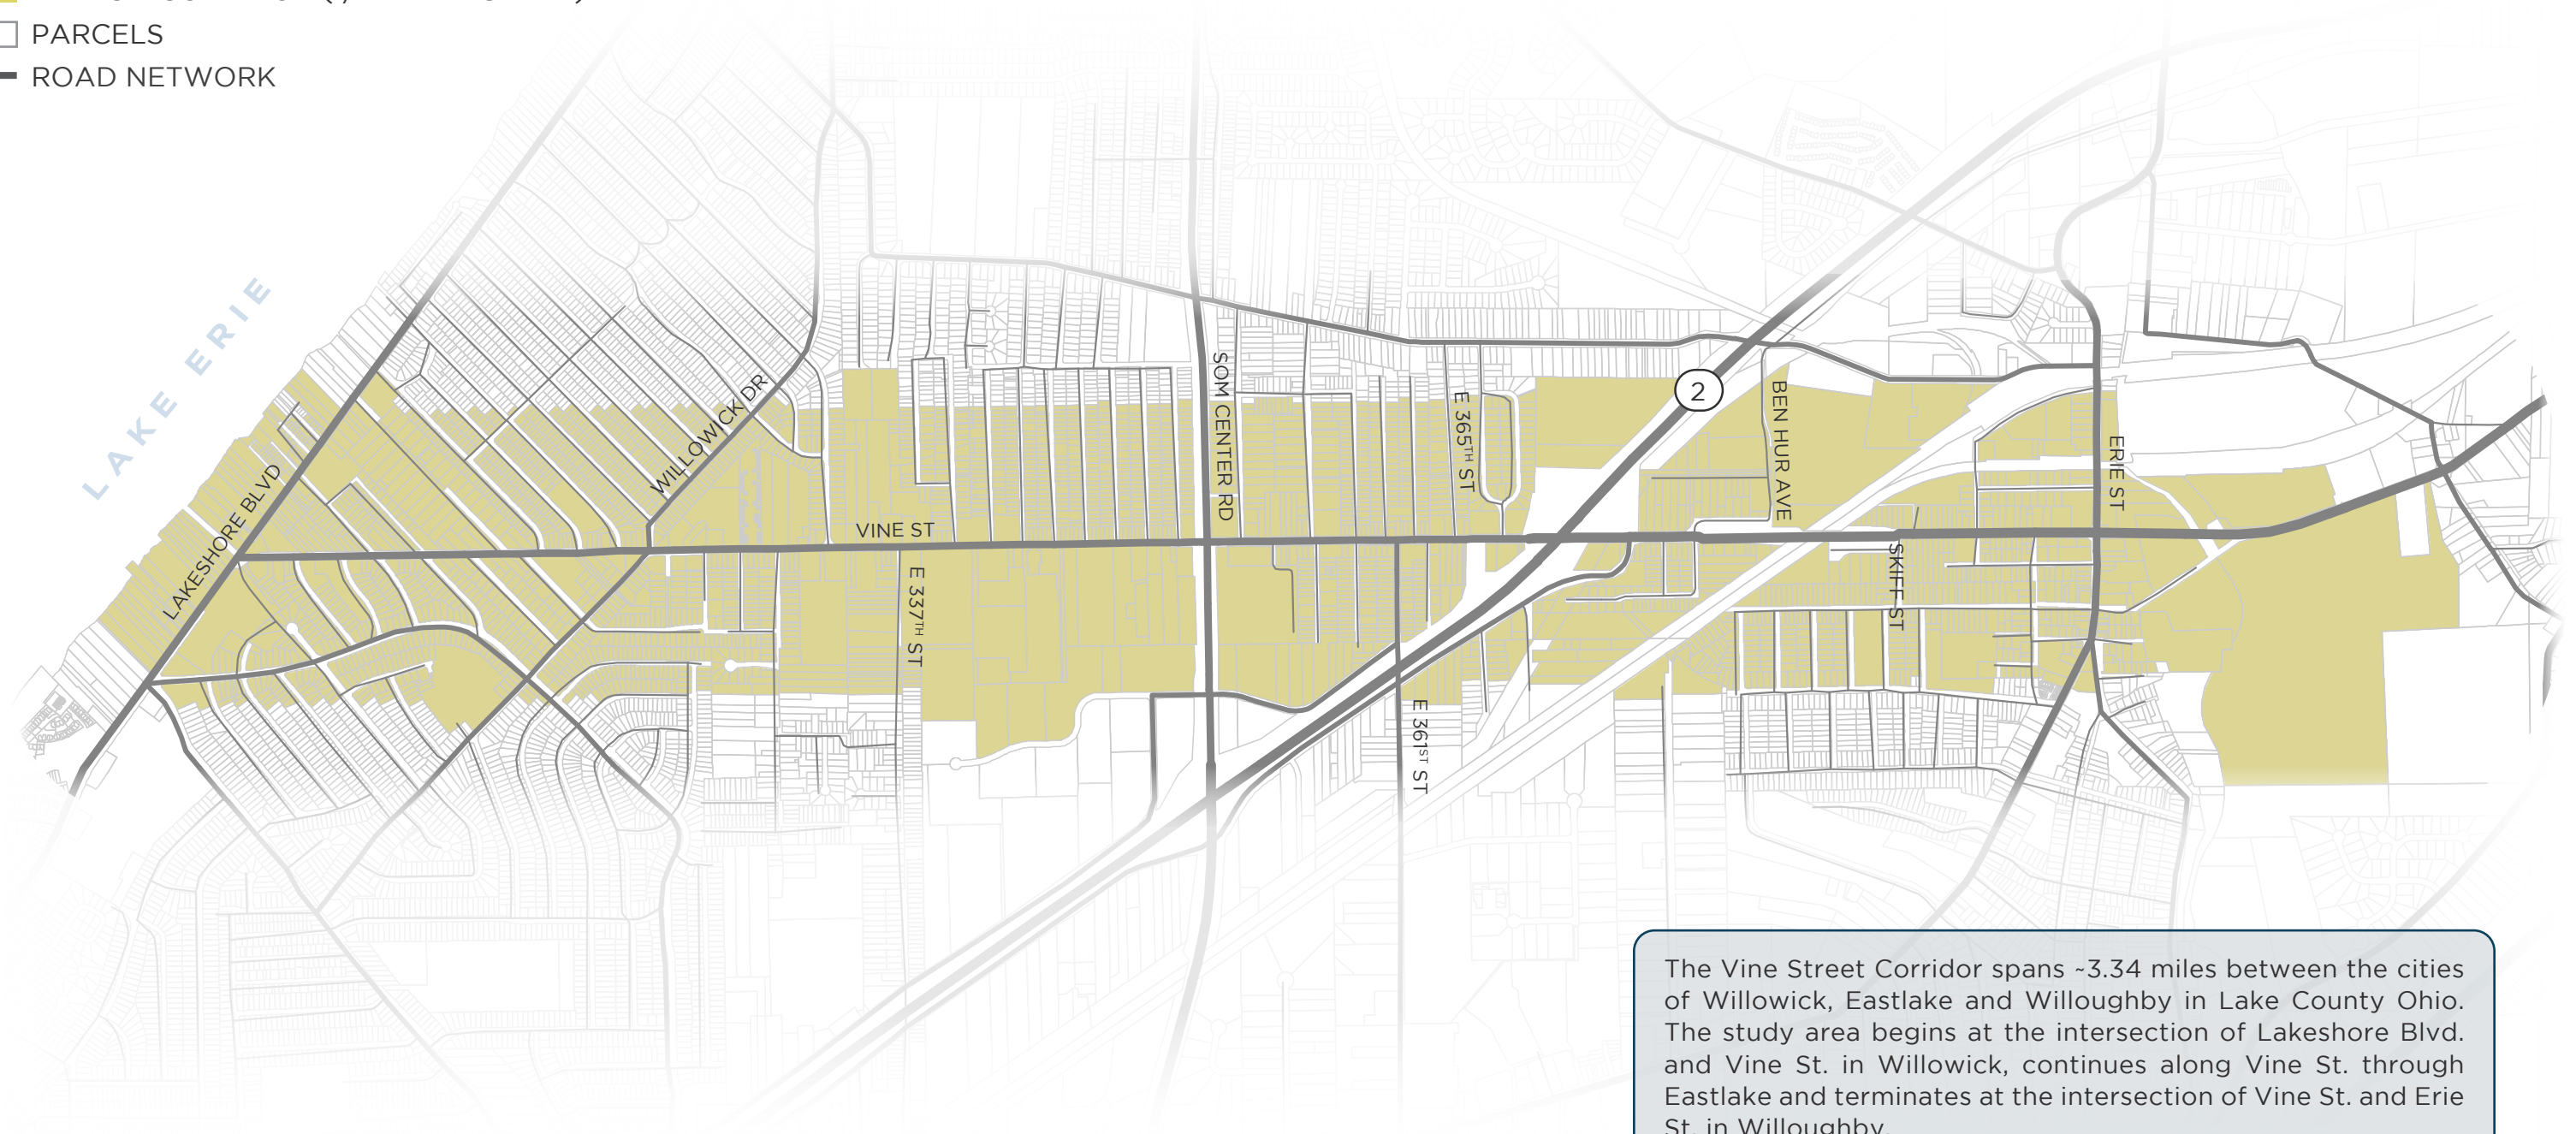 PARCELS
ROAD NETWORK
LAKE ERIE
LAKESHORE BLVD
WILLOWICK DR
VINE ST
E 337TH ST
SOM CENTER RD
E 365TH ST
E 361ST ST
2
BEN HUR AVE
SKIFF ST
ERIE ST
The Vine Street Corridor spans ~3.34 miles between the cities
of Willowick, Eastlake and Willoughby in Lake County Ohio.
The study area begins at the intersection of Lakeshore Blvd.
and Vine St. in Willowick, continues along Vine St. through
Eastlake and terminates at the intersection of Vine St. and Erie
St. in Willoughby.